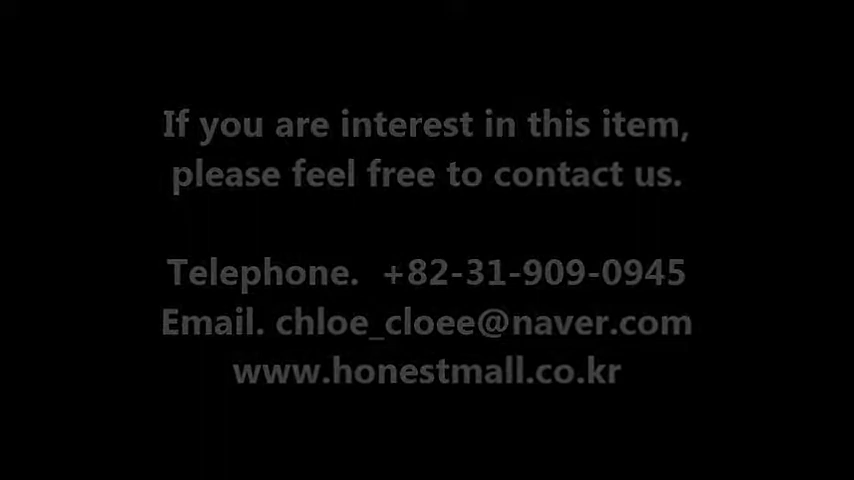 If you are interest in this item,
please feel free to contact us.
Telephone.  +82-31-909-0945
Email. chloe_cloee@naver.com
www.honestmall.co.kr